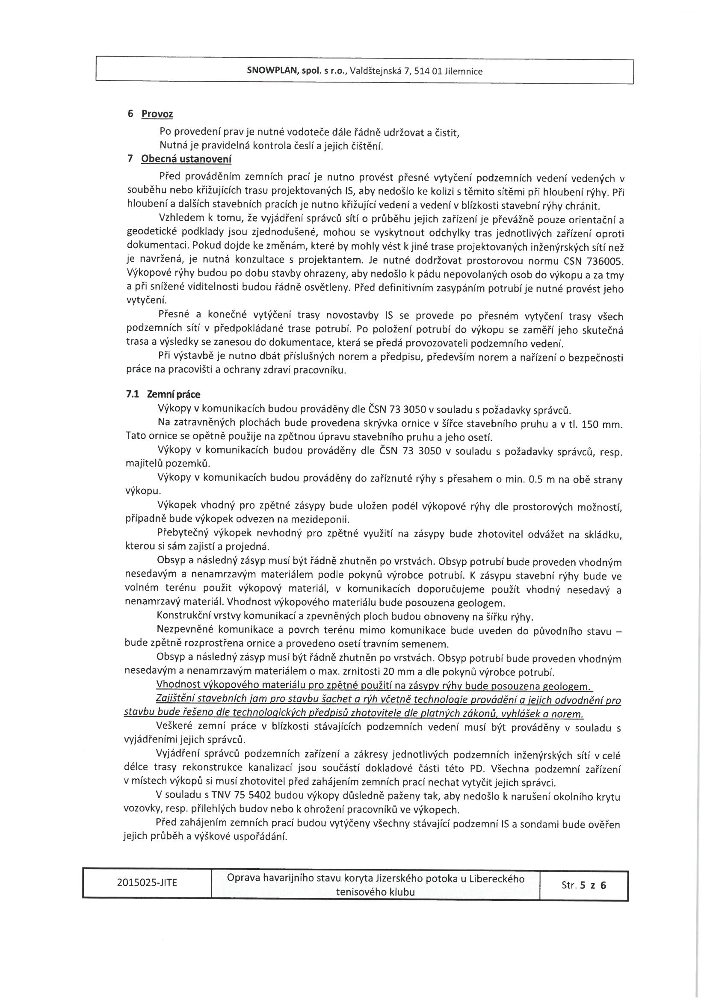 SNOWPLAN, spol. s r.o., Valdštejnská 7, 514 01 Jilemnice
6 Provoz
Po provedení prav je nutné vodoteče dále řádně udržovat a čistit,
Nutná je pravidelná kontrola česlí a jejich čištění.
7 Obecná ustanovení
Před prováděním zemních prací je nutno provést přesné vytyčení podzemních vedení vedených v
souběhu nebo křižujících trasu projektovaných IS, aby nedošlo ke kolizi s těmito sítěmi při hloubení rýhy. Při
hloubení a dalších stavebních pracích je nutno křižující vedení a vedení v blízkosti stavební rýhy chránit.
Vzhledem k tomu, že vyjádření správců sítí o průběhu jejich zařízení je převážně pouze orientační a
geodetické podklady jsou zjednodušené, mohou se vyskytnout odchylky tras jednotlivých zařízení oproti
dokumentaci. Pokud dojde ke změnám, které by mohly vést k jiné trase projektovaných inženýrských sítí než
je navržená, je nutná konzultace s projektantem. Je nutné dodržovat prostorovou normu CSN 736005.
Výkopové rýhy budou po dobu stavby ohrazeny, aby nedošlo k pádu nepovolaných osob do výkopu a za tmy
a při snížené viditelnosti budou řádně osvětleny. Před definitivním zasypáním potrubí je nutné provést jeho
vytyčení.
Přesné a konečné vytýčení trasy novostavby IS se provede po přesném vytyčení trasy všech
podzemních sítí v předpokládané trase potrubí. Po položení potrubí do výkopu se zaměří jeho skutečná
trasa a výsledky se zanesou do dokumentace, která se předá provozovateli podzemního vedení.
Při výstavbě je nutno dbát příslušných norem a předpisu, především norem a nařízení o bezpečnosti
práce na pracovišti a ochrany zdraví pracovníku.
7.1 Zemní práce
Výkopy v komunikacích budou prováděny dle ČSN 73 3050 v souladu s požadavky správců.
Na zatravněných plochách bude provedena skrývka ornice v šířce stavebního pruhu a v tl. 150 mm.
Tato ornice se opětně použije na zpětnou úpravu stavebního pruhu a jeho osetí.
Výkopy v komunikacích budou prováděny dle ČSN 73 3050 v souladu s požadavky správců, resp.
majitelů pozemků.
Výkopy v komunikacích budou prováděny do zaříznuté rýhy s přesahem o min. 0.5 m na obě strany
výkopu.
Výkopek vhodný pro zpětné zásypy bude uložen podél výkopové rýhy dle prostorových možností,
případně bude výkopek odvezen na mezideponii.
Přebytečný výkopek nevhodný pro zpětné využití na zásypy bude zhotovitel odvážet na skládku,
kterou si sám zajistí a projedná.
Obsyp a následný zásyp musí být řádně zhutněn po vrstvách. Obsyp potrubí bude proveden vhodným
nesedavým a nenamrzavým materiálem podle pokynů výrobce potrubí. K zásypu stavební rýhy bude ve
volném terénu použit výkopový materiál, v komunikacích doporučujeme použít vhodný nesedavý a
nenamrzavý materiál. Vhodnost výkopového materiálu bude posouzena geologem.
Konstrukční vrstvy komunikací a zpevněných ploch budou obnoveny na šířku rýhy.
Nezpevněné komunikace a povrch terénu mimo komunikace bude uveden do původního stavu –
bude zpětně rozprostřena ornice a provedeno osetí travním semenem.
Obsyp a následný zásyp musí být řádně zhutněn po vrstvách. Obsyp potrubí bude proveden vhodným
nesedavým a nenamrzavým materiálem o max. zrnitosti 20 mm a dle pokynů výrobce potrubí.
Vhodnost výkopového materiálu pro zpětné použití na zásypy rýhy bude posouzena geologem.
Zajištění stavebních jam pro stavbu šachet a rýh včetně technologie provádění a jejich odvodnění pro
stavbu bude řešeno dle technologických předpisů zhotovitele dle platných zákonů, vyhlášek a norem.
Veškeré zemní práce v blízkosti stávajících podzemních vedení musí být prováděny v souladu s
vyjádřeními jejich správců.
Vyjádření správců podzemních zařízení a zákresy jednotlivých podzemních inženýrských sítí v celé
délce trasy rekonstrukce kanalizací jsou součástí dokladové části této PD. Všechna podzemní zařízení
v místech výkopů si musí zhotovitel před zahájením zemních prací nechat vytyčit jejich správci.
V souladu s TNV 75 5402 budou výkopy důsledně paženy tak, aby nedošlo k narušení okolního krytu
vozovky, resp. přilehlých budov nebo k ohrožení pracovníků ve výkopech.
Před zahájením zemních prací budou vytýčeny všechny stávající podzemní IS a sondami bude ověřen
jejich průběh a výškové uspořádání.
2015025-JITE
Oprava havarijního stavu koryta Jizerského potoka u Libereckého
tenisového klubu
Str. 5 z 6